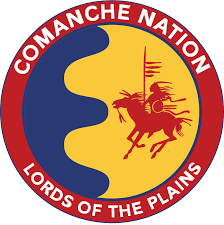 COMANCHE NATION
LORDS OF THE PLAINS